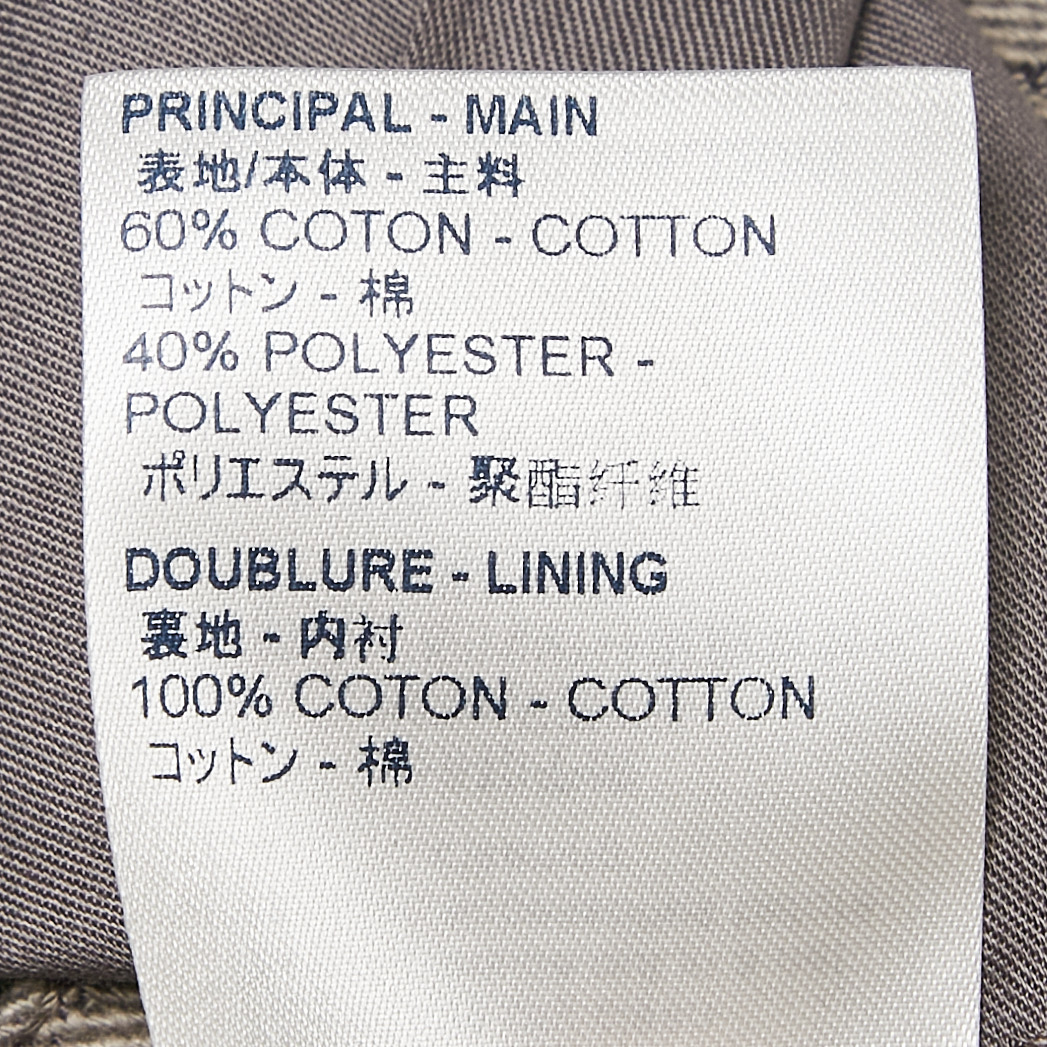 PRINCIPAL - MAIN
表地/本体 - 主料
60% COTON - COTTON
コットン - 棉
40% POLYESTER -
POLYESTER
ポリエステル - 聚酯纤维
DOUBLURE - LINING
裏地 - 内衬
100% COTON - COTTON
コットン - 棉